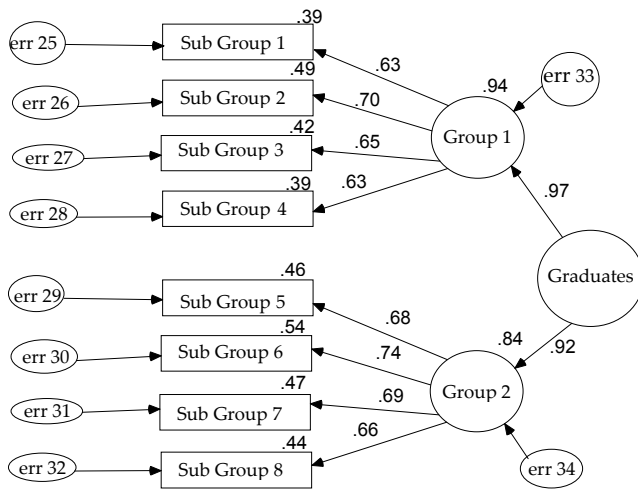 .39
err 25
Sub Group 1
.63
.49
.94
err 33
err 26
Sub Group 2
.70
.42
Group 1
err 27
Sub Group 3
.65
.39
.63
err 28
Sub Group 4
.97
Graduates
.46
err 29
Sub Group 5
.68
.84
.92
.54
err 30
Sub Group 6
.74
.47
Group 2
err 31
Sub Group 7
.69
.44
.66
err 32
Sub Group 8
err 34